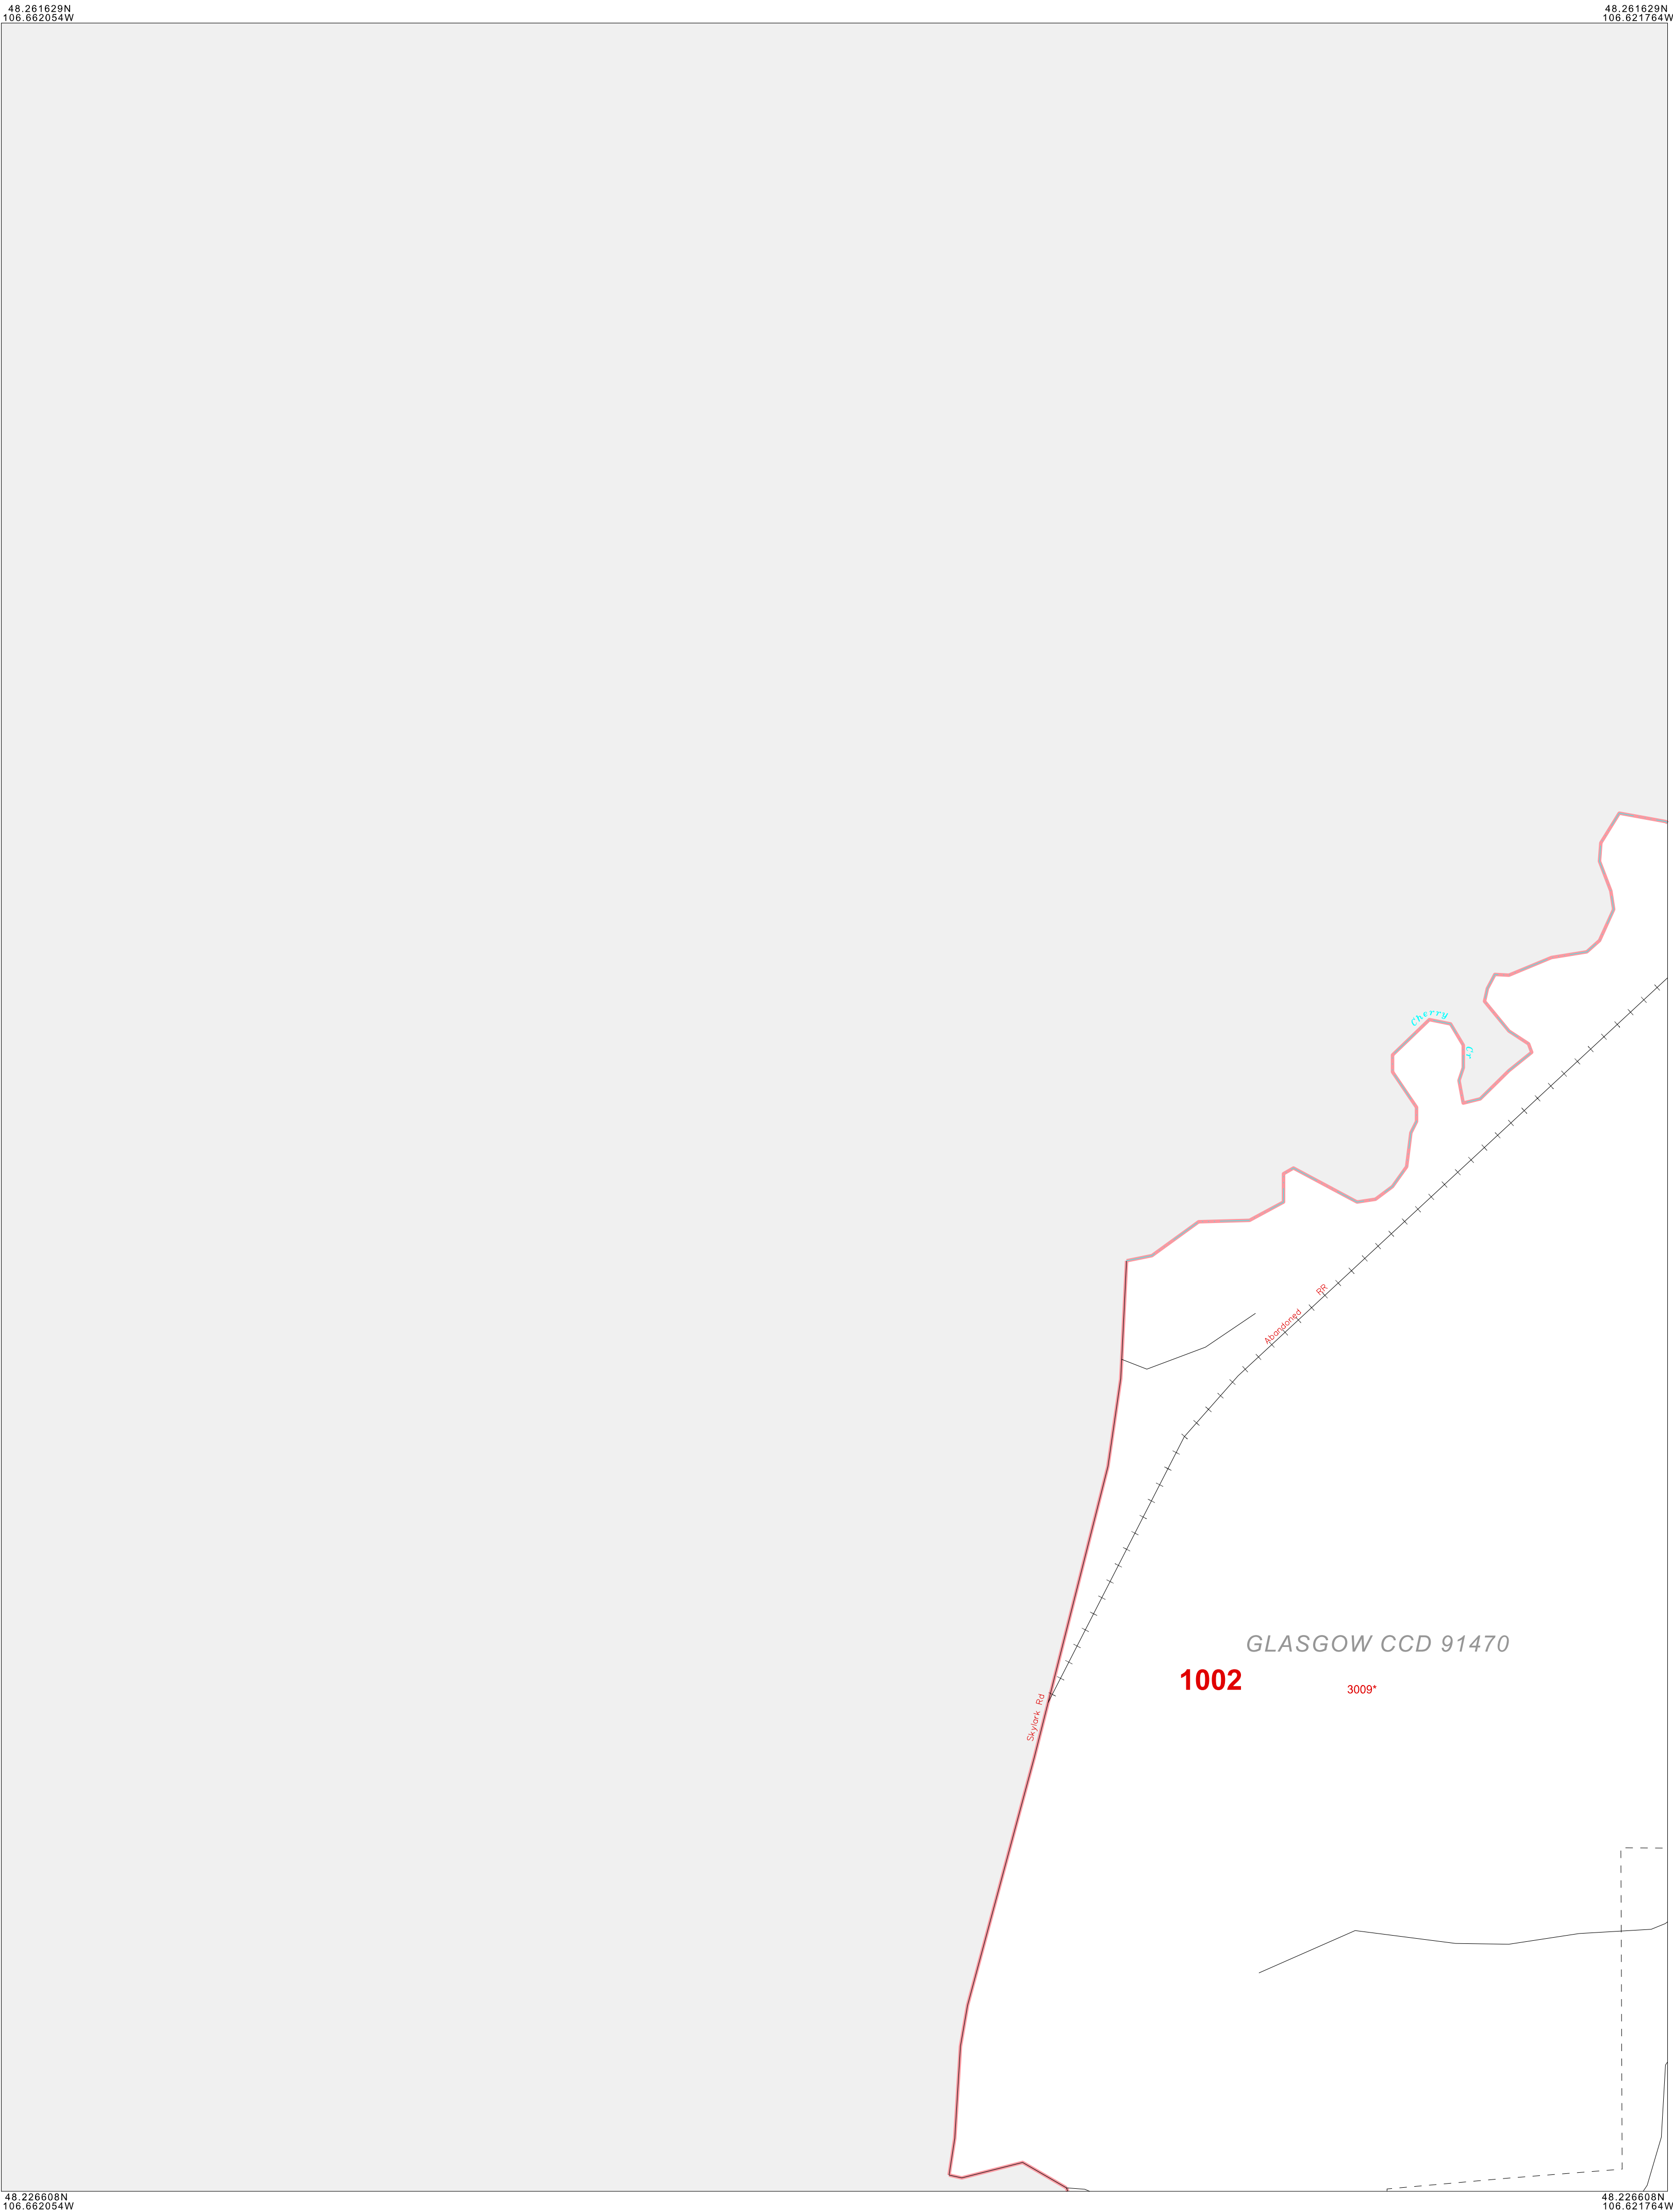 48.261629N
106.662054W
48.261629N
106.621764W
Cherry
Cr
Abandoned RR
GLASGOW CCD 91470
1002
3009*
Skylark Rd
48.226608N
106.662054W
48.226608N
106.621764W